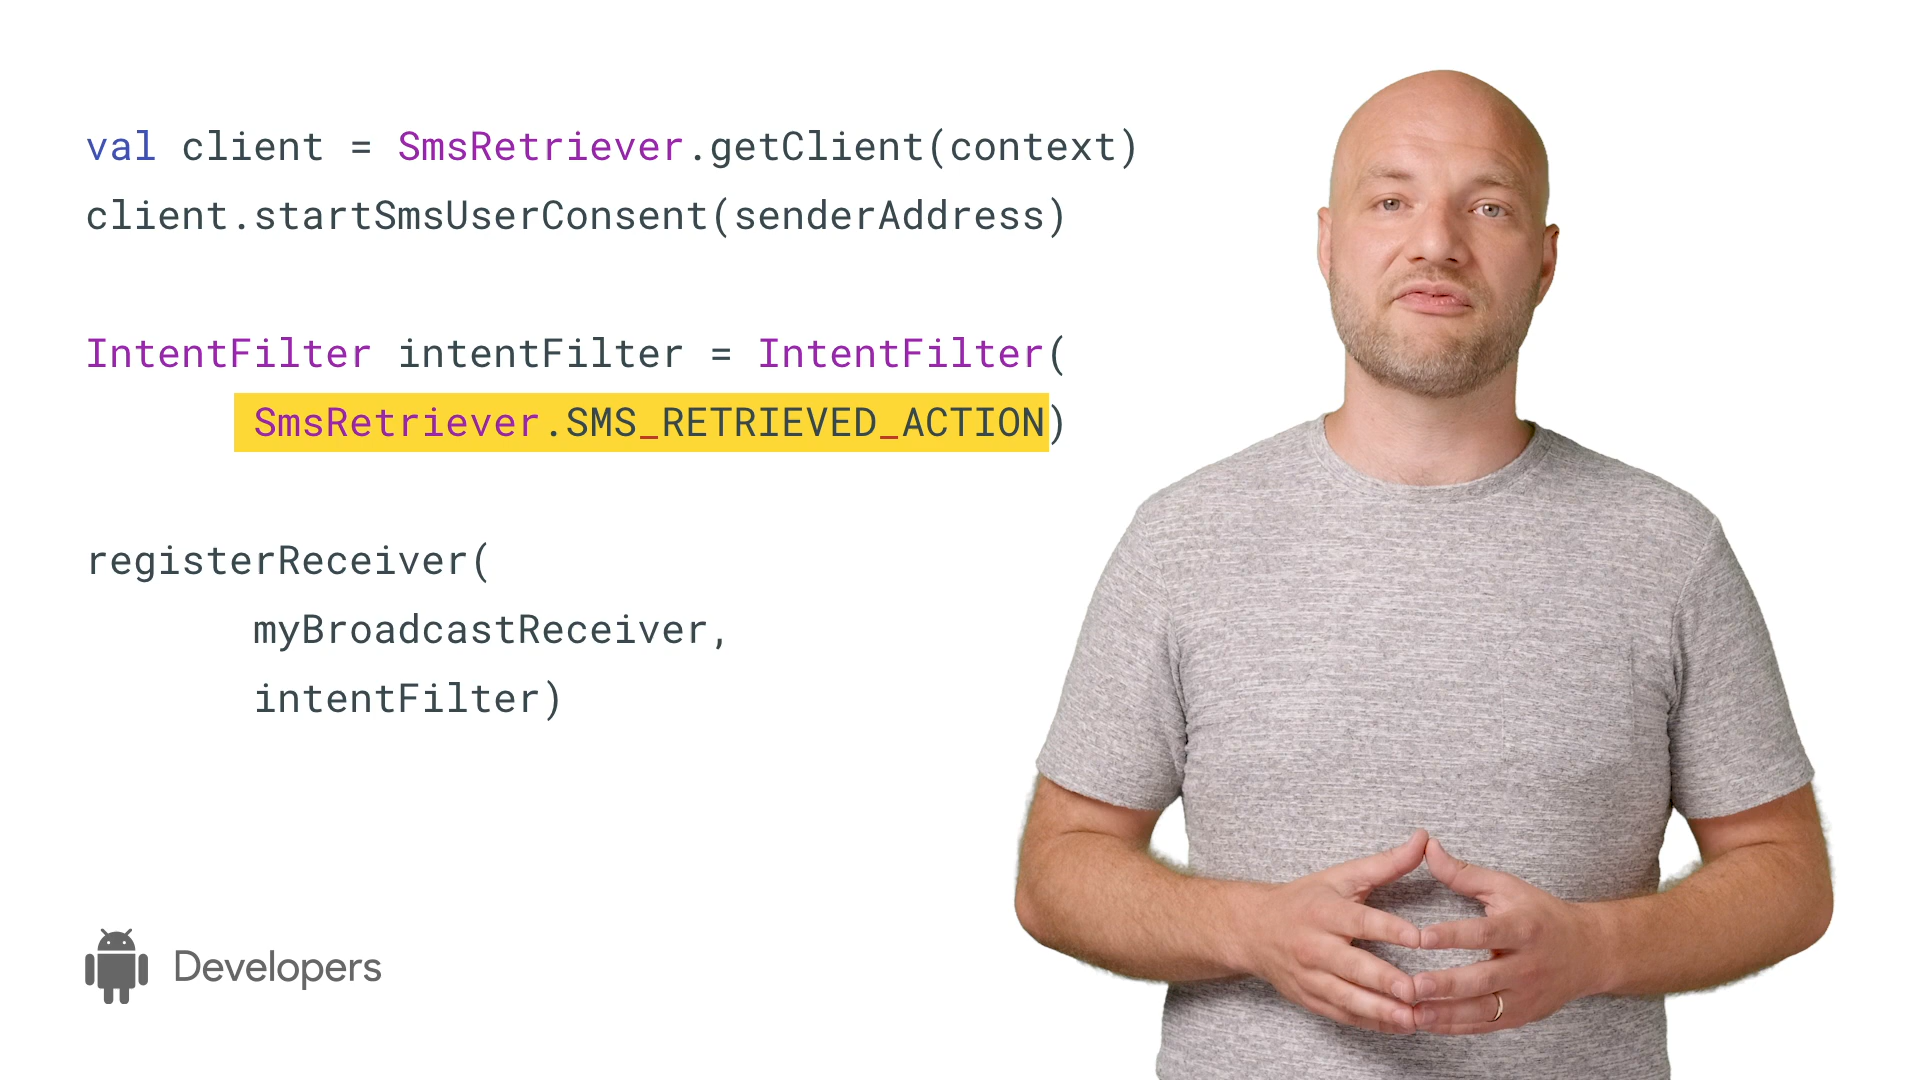 val client = SmsRetriever.getClient(context)
client.startSmsUserConsent(senderAddress)
IntentFilter intentFilter = IntentFilter(
SmsRetriever.SMS_RETRIEVED_ACTION)
registerReceiver(
myBroadcastReceiver,
intentFilter)
Developers